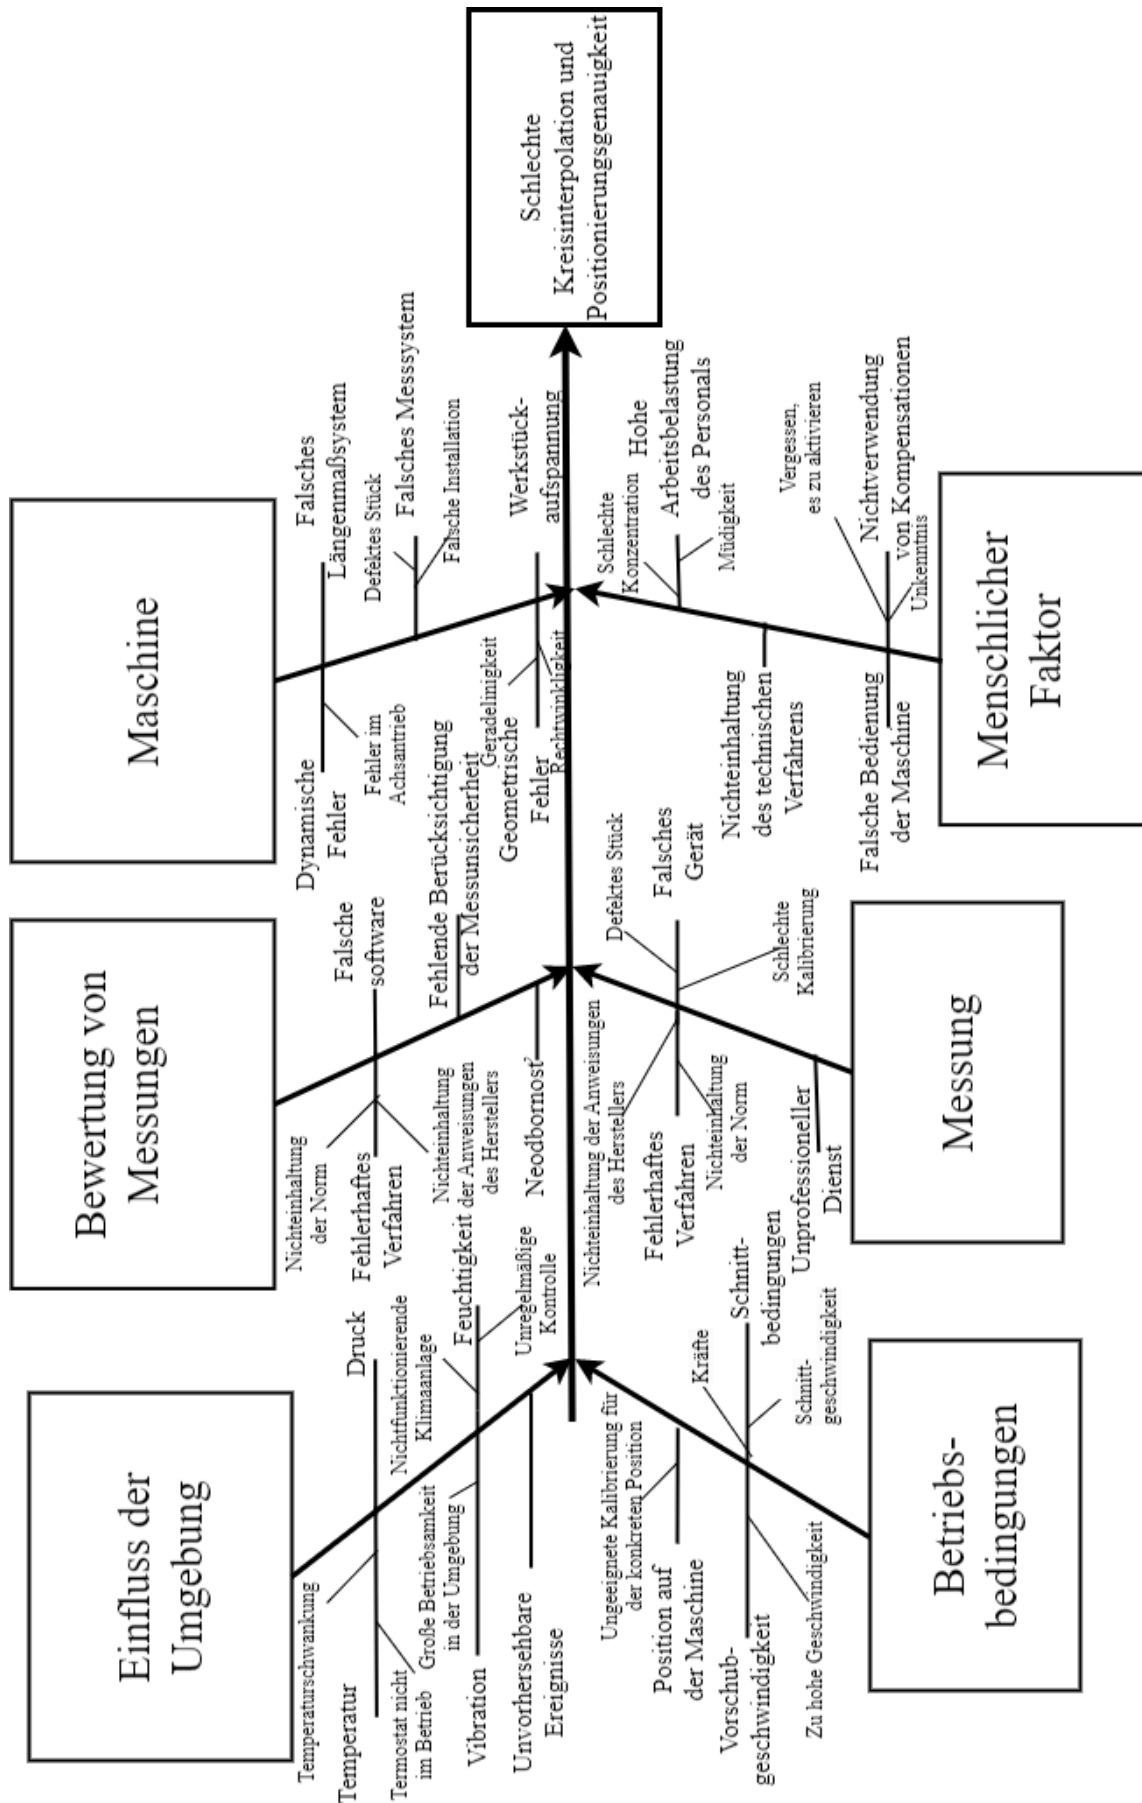 Einfluss der
Umgebung
Bewertung von
Messungen
Maschine
Temperaturschwankung
Temperatur
Termostat nicht
im Betrieb
Druck
Nichtfunktionierende
Klimaanlage
Große Betriebsamkeit
in der Umgebung
Vibration
Feuchtigkeit
Unregelmäßige
Kontrolle
Unvorhersehbare
Ereignisse
Nichteinhaltung
der Norm
Fehlerhaftes
Verfahren
Nichteinhaltung
der Anweisungen
des Herstellers
Falsche
software
Fehlende Berücksichtigung
der Messunsicherheit
Neodbornosť
Dynamische
Fehler
Fehler im
Achsantrieb
Falsches
Längenmaßsystem
Defektes Stück
Falsches Messsystem
Falsche Installation
Geradelinigkeit
Geometrische
Fehler
Rechtwinkligkeit
Werkstück-
aufspannung
Schlechte
Kreisinterpolation und
Positionierungsgenauigkeit
Ungeeignete Kalibrierung für
der konkreten Position
Position auf
der Maschine
Kräfte
Vorschub-
geschwindigkeit
Zu hohe Geschwindigkeit
Schnitt-
bedingungen
Schnitt-
geschwindigkeit
Nichteinhaltung der Anweisungen
des Herstellers
Fehlerhaftes
Verfahren
Nichteinhaltung
der Norm
Defektes Stück
Falsches
Gerät
Schlechte
Kalibrierung
Unprofessioneller
Dienst
Schlechte
Konzentration
Hohe
Arbeitsbelastung
des Personals
Müdigkeit
Nichteinhaltung
des technischen
Verfahrens
Vergessen,
es zu aktivieren
Falsche Bedienung
der Maschine
Nichtverwendung
von Kompensationen
Unkenntnis
Betriebs-
bedingungen
Messung
Menschlicher
Faktor